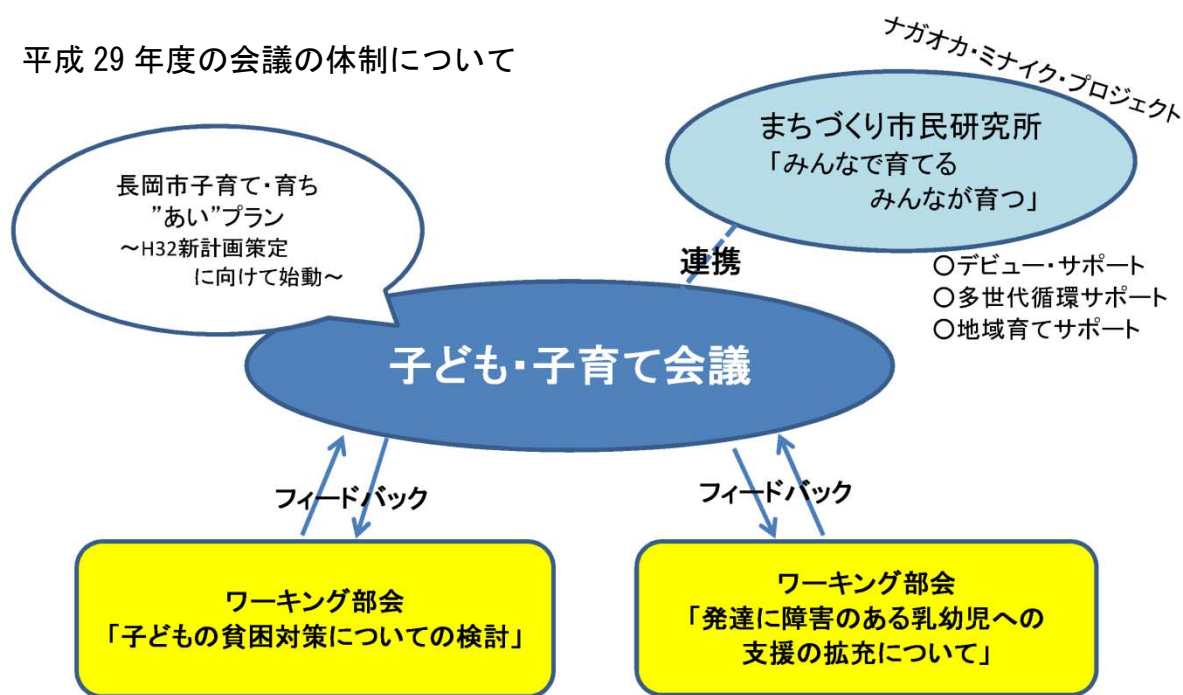 平成 29 年度の会議の体制について
ナガオカ・ミナイク・プロジェクト
まちづくり市民研究所
「みんなで育てる
みんなが育つ」
長岡市子育て・育ち
”あい”プラン
～H32新計画策定
に向けて始動～
連携
○デビュー・サポート
○多世代循環サポート
○地域育てサポート
子ども・子育て会議
フィードバック
フィードバック
ワーキング部会
「子どもの貧困対策についての検討」
ワーキング部会
「発達に障害のある乳幼児への
支援の拡充について」